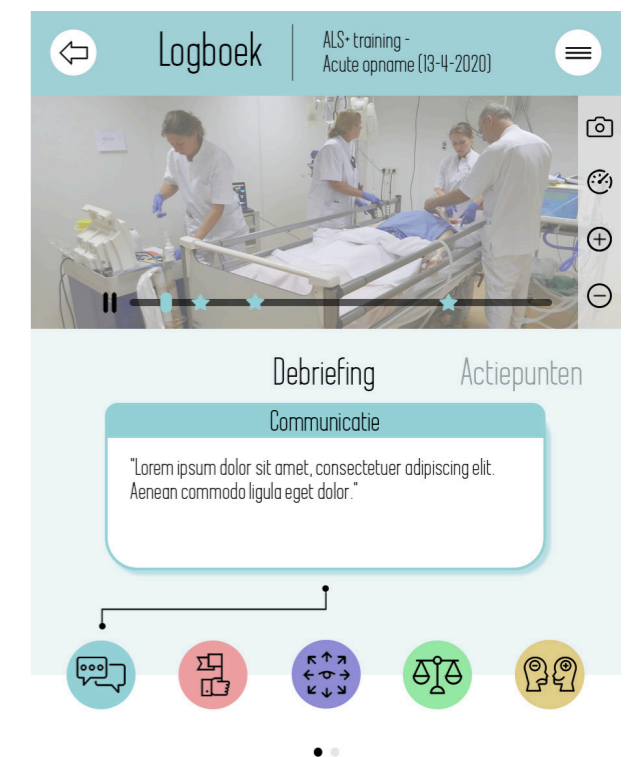 Logboek
ALS+ training -
Acute opname (13-4-2020)
Debriefing
Actiepunten
Communicatie
"Lorem ipsum dolor sit amet, consectetuer adipiscing elit.
Aenean commodo ligula eget dolor."